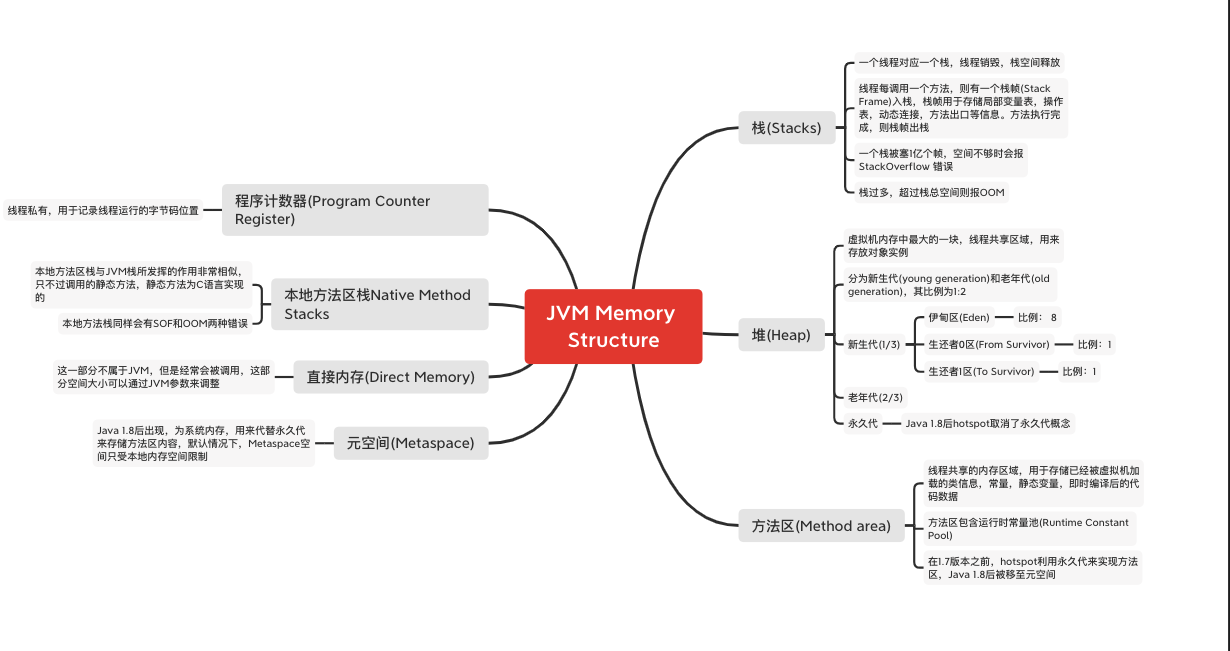 JVM Memory
Structure
栈(Stacks)
一个线程对应一个栈，线程销毁，栈空间释放
线程每调用一个方法，则有一个栈帧(Stack
Frame)入栈，栈帧用于存储局部变量表，操作
表，动态连接，方法出口等信息。方法执行完
成，则栈帧出栈
一个栈被塞1亿个帧，空间不够时会报
StackOverflow 错误
栈过多，超过栈总空间则报OOM
堆(Heap)
虚拟机内存中最大的一块，线程共享区域，用来
存放对象实例
分为新生代(young generation)和老年代(old
generation)，其比例为1:2
新生代(1/3)
伊甸区(Eden)
比例： 8
生还者0区(From Survivor)
比例：1
生还者1区(To Survivor)
比例：1
老年代(2/3)
永久代
Java 1.8后hotspot取消了永久代概念
方法区(Method area)
线程共享的内存区域，用于存储已经被虚拟机加
载的类信息，常量，静态变量，即时编译后的代
码数据
方法区包含运行时常量池(Runtime Constant
Pool)
在1.7版本之前，hotspot利用永久代来实现方法
区，Java 1.8后被移至元空间
程序计数器(Program Counter
Register)
线程私有，用于记录线程运行的字节码位置
本地方法区栈Native Method
Stacks
本地方法区栈与JVM栈所发挥的作用非常相似，
只不过调用的静态方法，静态方法为C语言实现
的
本地方法栈同样会有SOF和OOM两种错误
直接内存(Direct Memory)
这一部分不属于JVM，但是经常会被调用，这部
分空间大小可以通过JVM参数来调整
元空间(Metaspace)
Java 1.8后出现，为系统内存，用来代替永久代
来存储方法区内容，默认情况下，Metaspace空
间只受本地内存空间限制